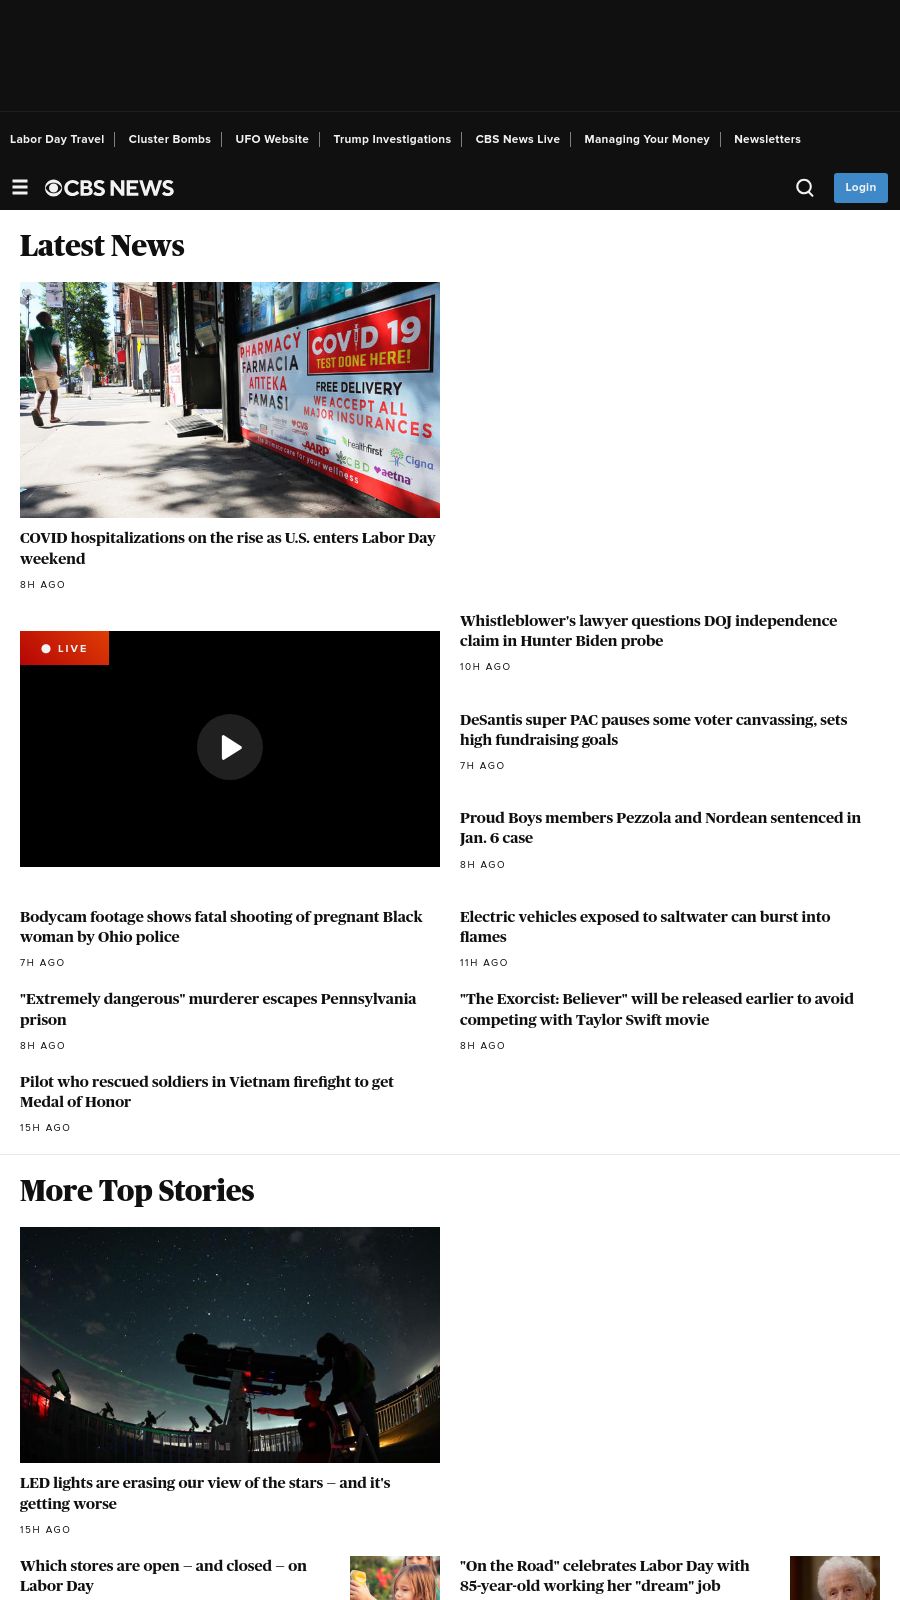 Labor Day Travel
Cluster Bombs
UFO Website
Trump Investigations
CBS News Live
Managing Your Money
Newsletters
CBS NEWS
Login
Latest News
PHARMACY
FARMACIA
АПТЕКА
FAMASI
COVID 19
TEST DONE HERE!
FREE DELIVERY
WE ACCEPT ALL
MAJOR INSURANCES
CVS
healthfirst
AARP
CBD
aetna
Cigna
The ultimate care for your wellness
COVID hospitalizations on the rise as U.S. enters Labor Day
weekend
8H AGO
LIVE
Whistleblower's lawyer questions DOJ independence
claim in Hunter Biden probe
10H AGO
DeSantis super PAC pauses some voter canvassing, sets
high fundraising goals
7H AGO
Proud Boys members Pezzola and Nordean sentenced in
Jan. 6 case
8H AGO
Bodycam footage shows fatal shooting of pregnant Black
woman by Ohio police
7H AGO
Electric vehicles exposed to saltwater can burst into
flames
11H AGO
"Extremely dangerous" murderer escapes Pennsylvania
prison
8H AGO
"The Exorcist: Believer" will be released earlier to avoid
competing with Taylor Swift movie
8H AGO
Pilot who rescued soldiers in Vietnam firefight to get
Medal of Honor
15H AGO
More Top Stories
LED lights are erasing our view of the stars — and it's
getting worse
15H AGO
Which stores are open — and closed — on
Labor Day
"On the Road" celebrates Labor Day with
85-year-old working her "dream" job